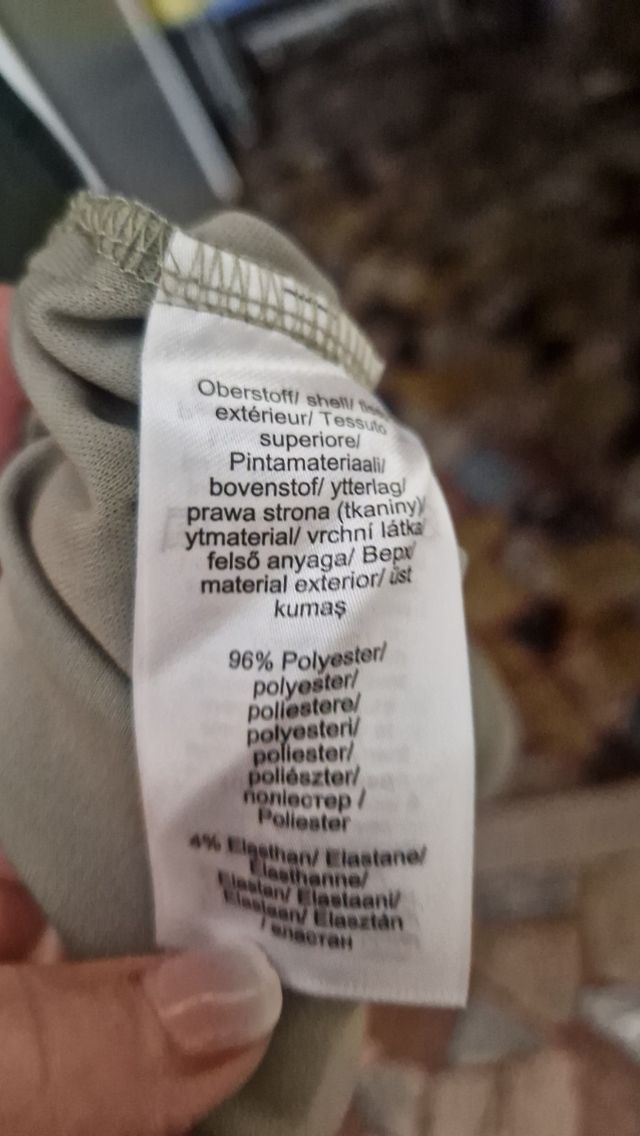 Oberstoff/ shell/
extérieur/ Tessuto
superiore/
Pintamateriaali/
bovenstof/ ytterlag/
prawa strona (tkaniny)/
ytmaterial/ vrchní látka/
felső anyaga/ Верх/
material exterior/ üst
kumaş
96% Polyester/
polyester/
poliestere/
polyesteri/
poliester/
poliészter/
поліестер /
Poliester
4% Elasthan/ Elastane/
Elasthanne/
Elastan/ Elastaani/
Elastaan/ Elasztán
/ еластан